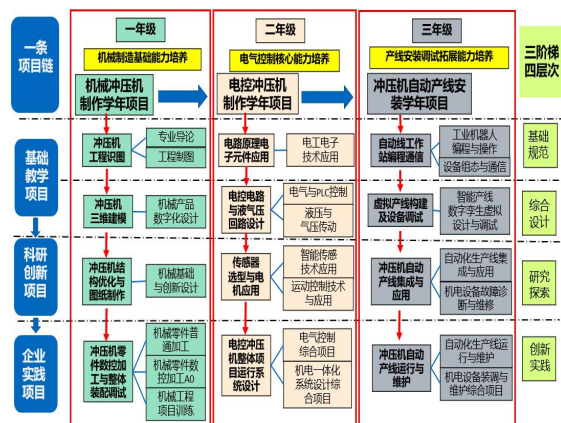 一条
项目链
一年级
机械制造基础能力培养
机械冲压机
制作学年项目
二年级
电气控制核心能力培养
电控冲压机
制作学年项目
三年级
产线安装调试拓展能力培养
冲压机自动产线安
装学年项目
三阶梯
四层次
基础
教学
项目
冲压机
工程识图
专业导论
工程制图
电路原理电
子元件应用
电工电子
技术应用
自动线工作
站编程通信
工业机器人
编程与操作
设备组态与通信
基础
规范
冲压机
三维建模
机械产品
数字化设计
电控电路
与液气压
回路设计
电气与PLC控制
液压与
气压传动
虚拟产线构建
及设备调试
智能产线
数字孪生虚拟
设计与调试
综合
设计
科研
创新
项目
冲压机结
构优化与
图纸制作
机械基础
与创新设计
传感器
选型与电
机应用
智能传感
技术应用
运动控制技术
与应用
冲压机自动
产线集成与
应用
自动化生产线集
成与应用
机电设备故障诊
断与维修
研究
探索
企业
实践
项目
冲压机零
件数控加
工与整体
装配调试
机械零件普
通加工
机械零件数
控加工A0
机械工程
项目训练
电控冲压
机整体项
目运行系
统设计
电气控制
综合项目
机电一体化
系统设计综
合项目
冲压机自动
产线运行与
维护
自动化生产线运
行与维护
机电设备装调与
维护综合项目
创新
实践